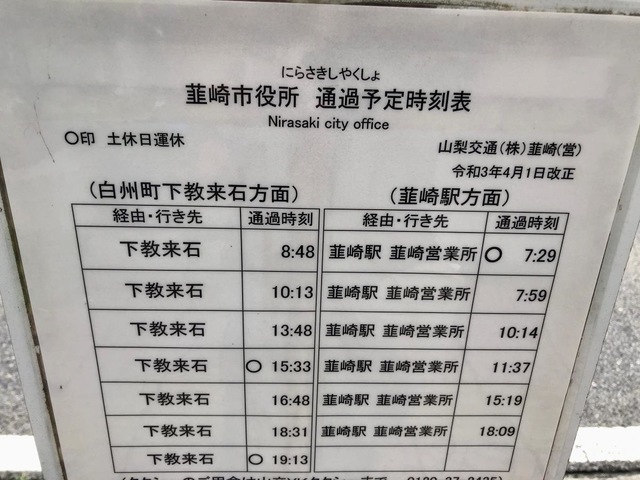 にらさきしやくしょ
韮崎市役所 通過予定時刻表
Nirasaki city office
〇印 土休日運休
山梨交通(株)韮崎(営)
令和3年4月1日改正
(白州町下教来石方面) (韮崎駅方面)
経由・行き先 通過時刻 経由・行き先 通過時刻
下教来石 8:48 韮崎駅 韮崎営業所 〇 7:29
下教来石 10:13 韮崎駅 韮崎営業所 7:59
下教来石 13:48 韮崎駅 韮崎営業所 10:14
下教来石 〇 15:33 韮崎駅 韮崎営業所 11:37
下教来石 16:48 韮崎駅 韮崎営業所 15:19
下教来石 18:31 韮崎駅 韮崎営業所 18:09
下教来石 〇 19:13